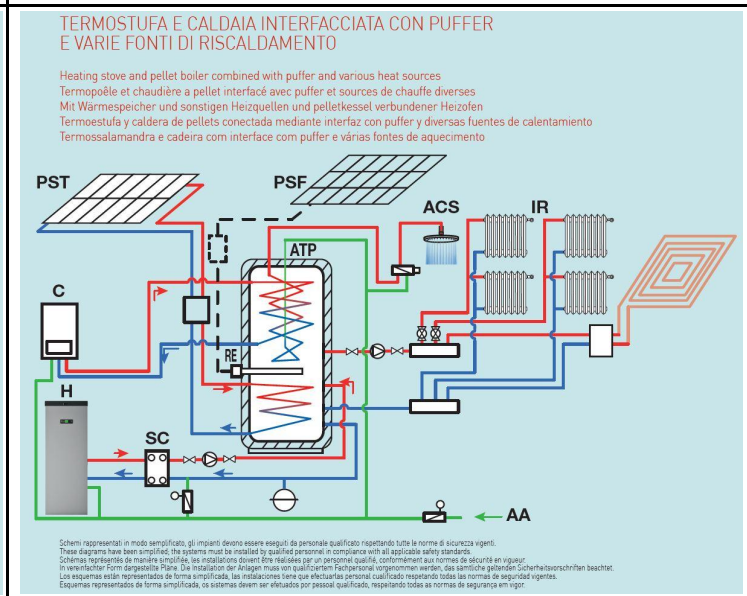 TERMOSTUFA E CALDAIA INTERFACCIATA CON PUFFER
E VARIE FONTI DI RISCALDAMENTO
Heating stove and pellet boiler combined with puffer and various heat sources
Termopoêle et chaudière a pellet interfacé avec puffer et sources de chauffe diverses
Mit Wärmespeicher und sonstigen Heizquellen und pelletkessel verbundener Heizofen
Termoestufa y caldera de pellets conectada mediante interfaz con puffer y diversas fuentes de calentamiento
Termossalamandra e cadeira com interface com puffer e várias fontes de aquecimento
PST
PSF
ACS
IR
ATP
C
RE
H
SC
AA
Schemi rappresentati in modo semplificato, gli impianti devono essere eseguiti da personale qualificato rispettando tutte le norme di sicurezza vigenti.
These diagrams have been simplified; the systems must be installed by qualified personnel in compliance with all applicable safety standards.
Schémas représentés de manière simplifiée, les installations doivent être réalisées par un personnel qualifié, conformément aux normes de sécurité en vigueur.
In vereinfachter Form dargestellte Pläne. Die Installation der Anlagen muss von qualifiziertem Fachpersonal vorgenommen werden, das sämtliche geltenden Sicherheitsvorschriften beachtet.
Los esquemas están representados de forma simplificada, las instalaciones tiene que efectuarlas personal cualificado respetando todas las normas de seguridad vigentes.
Esquemas representados de forma simplificada, os sistemas devem ser efetuados por pessoal qualificado, respeitando todas as normas de segurança em vigor.